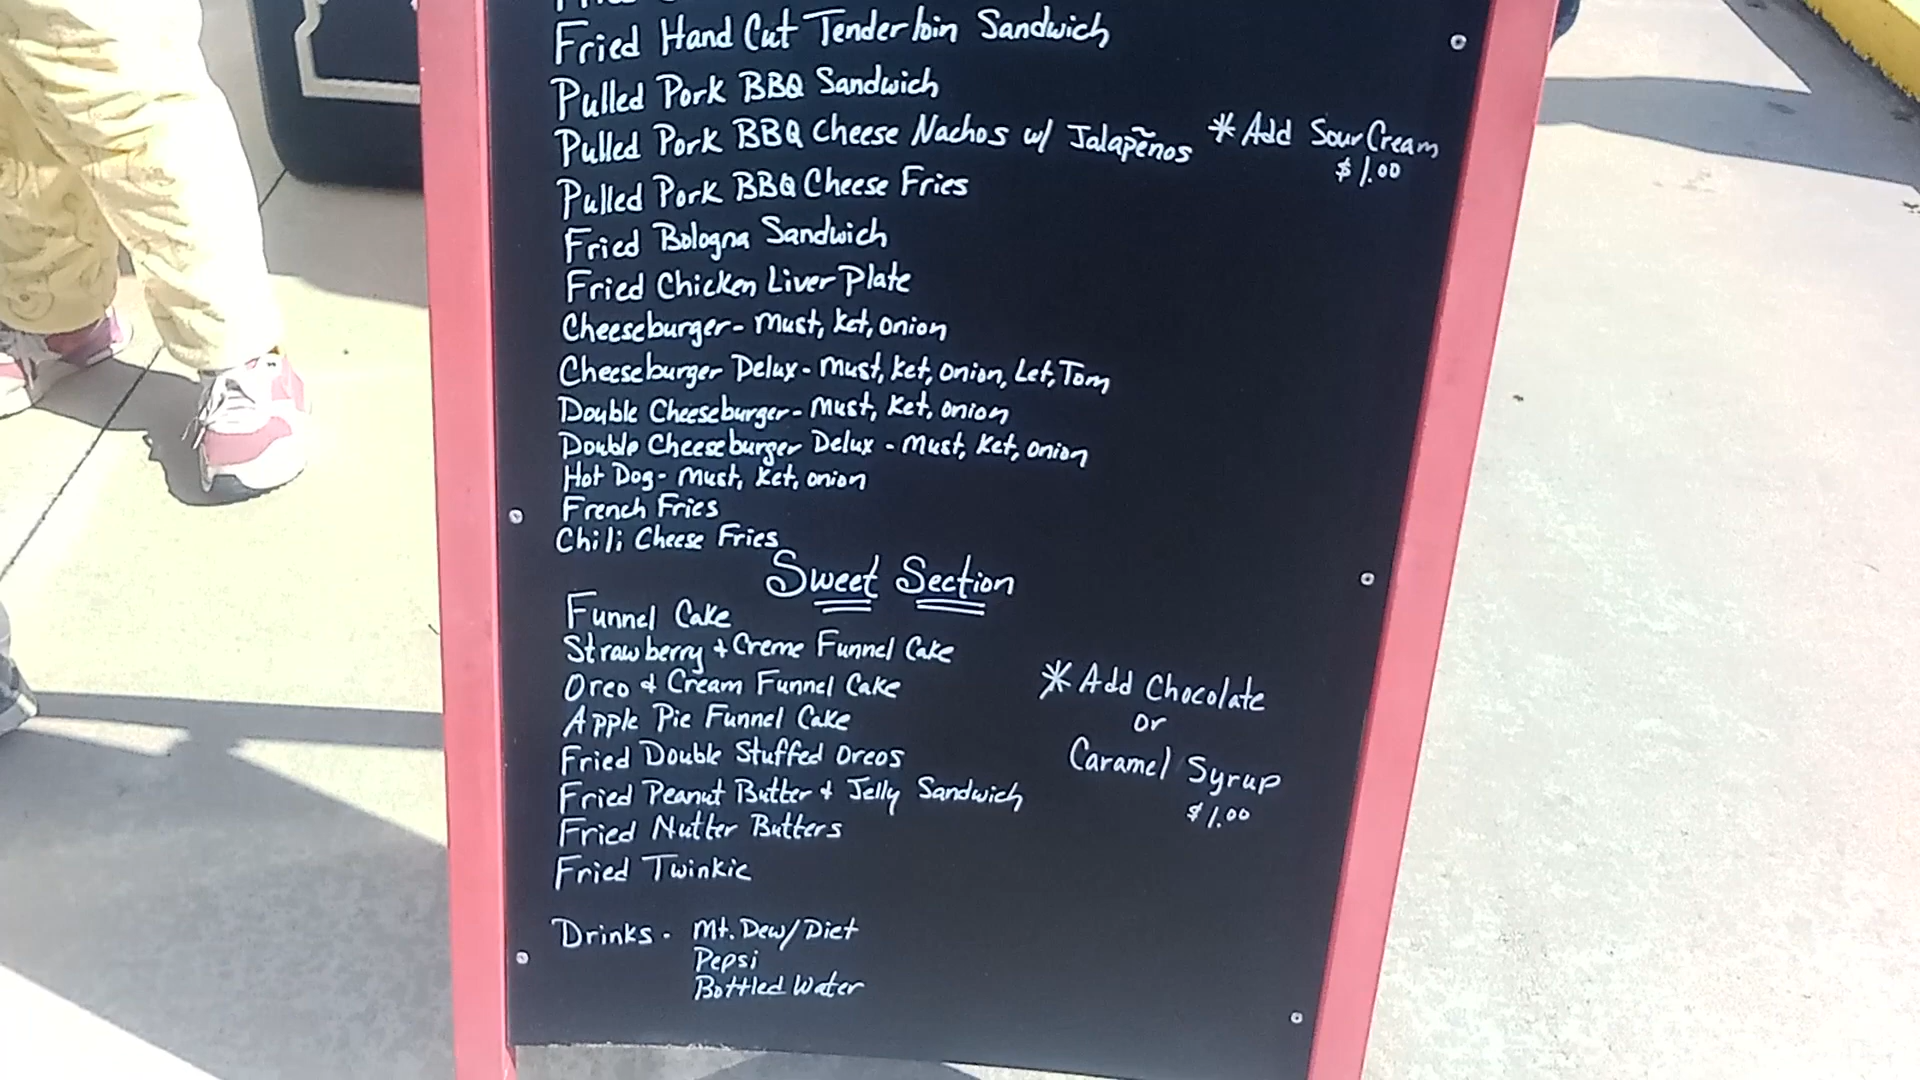 Fried Hand Cut Tenderloin Sandwich
Pulled Pork BBQ Sandwich
Pulled Pork BBQ Cheese Nachos w/ Jalapeños
* Add Sour Cream
$1.00
Pulled Pork BBQ Cheese Fries
Fried Bologna Sandwich
Fried Chicken Liver Plate
Cheeseburger - Must, Ket, Onion
Cheeseburger Delux - Must, Ket, Onion, Let, Tom
Double Cheeseburger - Must, Ket, Onion
Double Cheeseburger Delux - Must, Ket, Onion
Hot Dog - Must, Ket, Onion
French Fries
Chili Cheese Fries
Sweet Section
Funnel Cake
Strawberry + Creme Funnel Cake
Oreo + Cream Funnel Cake
Apple Pie Funnel Cake
Fried Double Stuffed Oreos
Fried Peanut Butter + Jelly Sandwich
Fried Nutter Butters
Fried Twinkie
* Add Chocolate
or
Caramel Syrup
$1.00
Drinks - Mt. Dew/Diet
Pepsi
Bottled Water